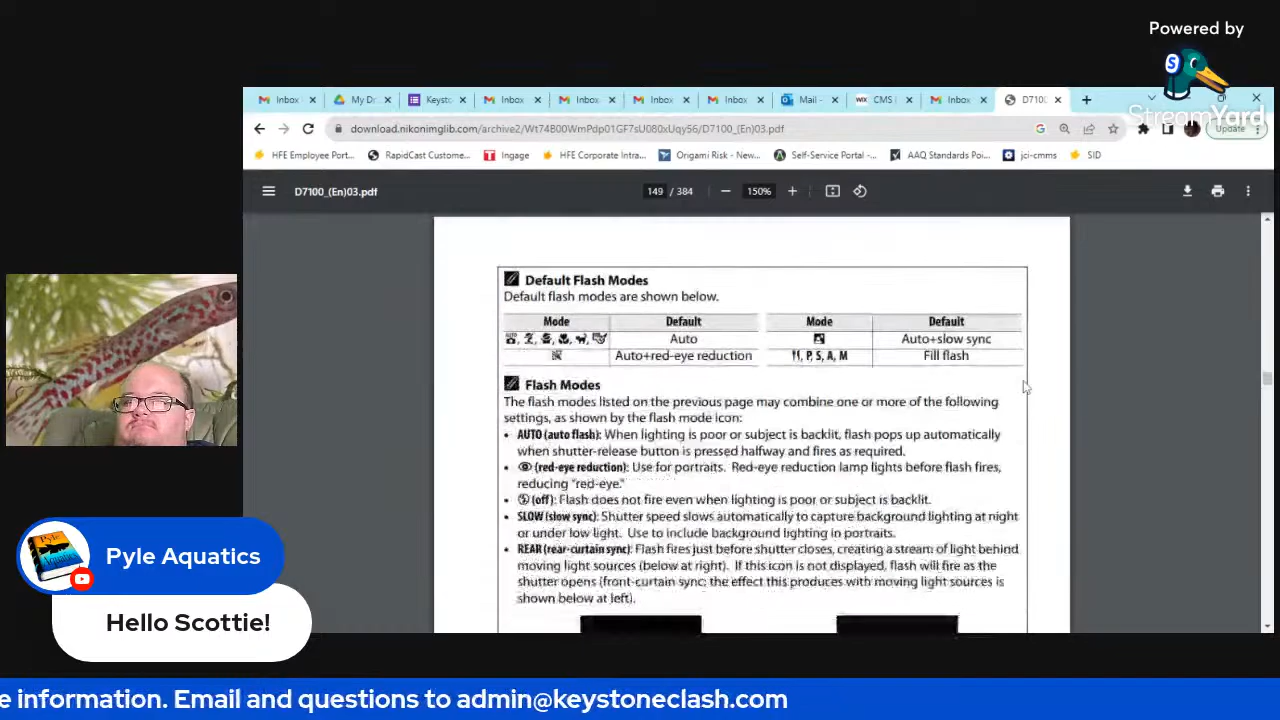 Powered by
StreamYard
Inbox
My Dr
Keysto
Inbox
Inbox
Inbox
Inbox
Mail -
WIX CMS |
Inbox
D7100
download.nikonimglib.com/archive2/
/D7100_(En)03.pdf
Update
HFE Employee Port...
RapidCast Custome...
Ingage
HFE Corporate Intra...
Origami Risk - New...
Self-Service Portal -...
AAQ Standards Poi...
jci-cmms
SID
D7100_(En)03.pdf
149 / 384
150%
Default Flash Modes
Default flash modes are shown below.
Mode Default Mode Default
AUTO Auto Auto+slow sync
Auto+red-eye reduction P, S, A, M Fill flash
Flash Modes
The flash modes listed on the previous page may combine one or more of the following
settings, as shown by the flash mode icon:
• AUTO (auto flash): When lighting is poor or subject is backlit, flash pops up automatically
when shutter-release button is pressed halfway and fires as required.
• (red-eye reduction): Use for portraits. Red-eye reduction lamp lights before flash fires,
reducing "red-eye."
• (off): Flash does not fire even when lighting is poor or subject is backlit.
• SLOW (slow sync): Shutter speed slows automatically to capture background lighting at night
or under low light. Use to include background lighting in portraits.
• REAR (rear-curtain sync): Flash fires just before shutter closes, creating a stream of light behind
moving light sources (below at right). If this icon is not displayed, flash will fire as the
shutter opens (front-curtain sync; the effect this produces with moving light sources is
shown below at left).
Pyle Aquatics
Pyle
Aquatics
Hello Scottie!
e information. Email and questions to admin@keystoneclash.com